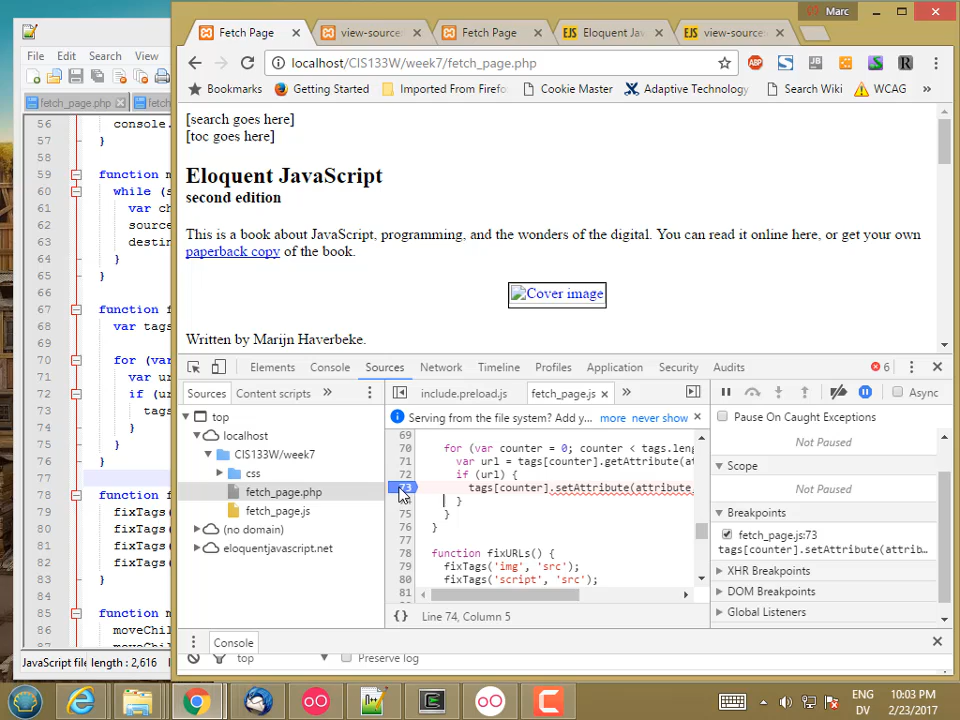 Marc
Fetch Page
view-source
Fetch Page
Eloquent Ja
view-source
localhost/CIS133W/week7/fetch_page.php
Bookmarks
Getting Started
Imported From Firefo
Cookie Master
Adaptive Technology
Search Wiki
WCAG
»
File Edit Search View
fetch_page.php
fetch
56 console.
57 }
58
59 function m
60 while (s
61 var ch
62 sourc
63 destin
64 }
65 }
66
67 function f
68 var tags
69
70 for (var
71 var u
72 if (u
73 tags
74 }
75 }
76 }
77
78 function f
79 fixTags(
80 fixTags(
81 fixTags(
82 fixTags(
83 }
84
85 function m
86 moveChil
87 moveChil
JavaScript file length : 2,616
[search goes here]
[toc goes here]
Eloquent JavaScript
second edition
This is a book about JavaScript, programming, and the wonders of the digital. You can read it online here, or get your own
paperback copy of the book.
Cover image
Written by Marijn Haverbeke.
Elements Console Sources Network Timeline Profiles Application Security Audits
6
Sources Content scripts »
top
localhost
CIS133W/week7
css
fetch_page.php
fetch_page.js
(no domain)
eloquentjavascript.net
include.preload.js fetch_page.js »
Serving from the file system? Add y... more never show
69
70 for (var counter = 0; counter < tags.leng
71 var url = tags[counter].getAttribute(at
72 if (url) {
73 tags[counter].setAttribute(attribute,
}
75 }
76 }
77
78 function fixURLs() {
79 fixTags('img', 'src');
80 fixTags('script', 'src');
81
{} Line 74, Column 5
Async
Pause On Caught Exceptions
Not Paused
Scope
Not Paused
Breakpoints
fetch_page.js:73
tags[counter].setAttribute(attrib...
XHR Breakpoints
DOM Breakpoints
Global Listeners
Console
top
Preserve log
ENG
DV
10:03 PM
2/23/2017